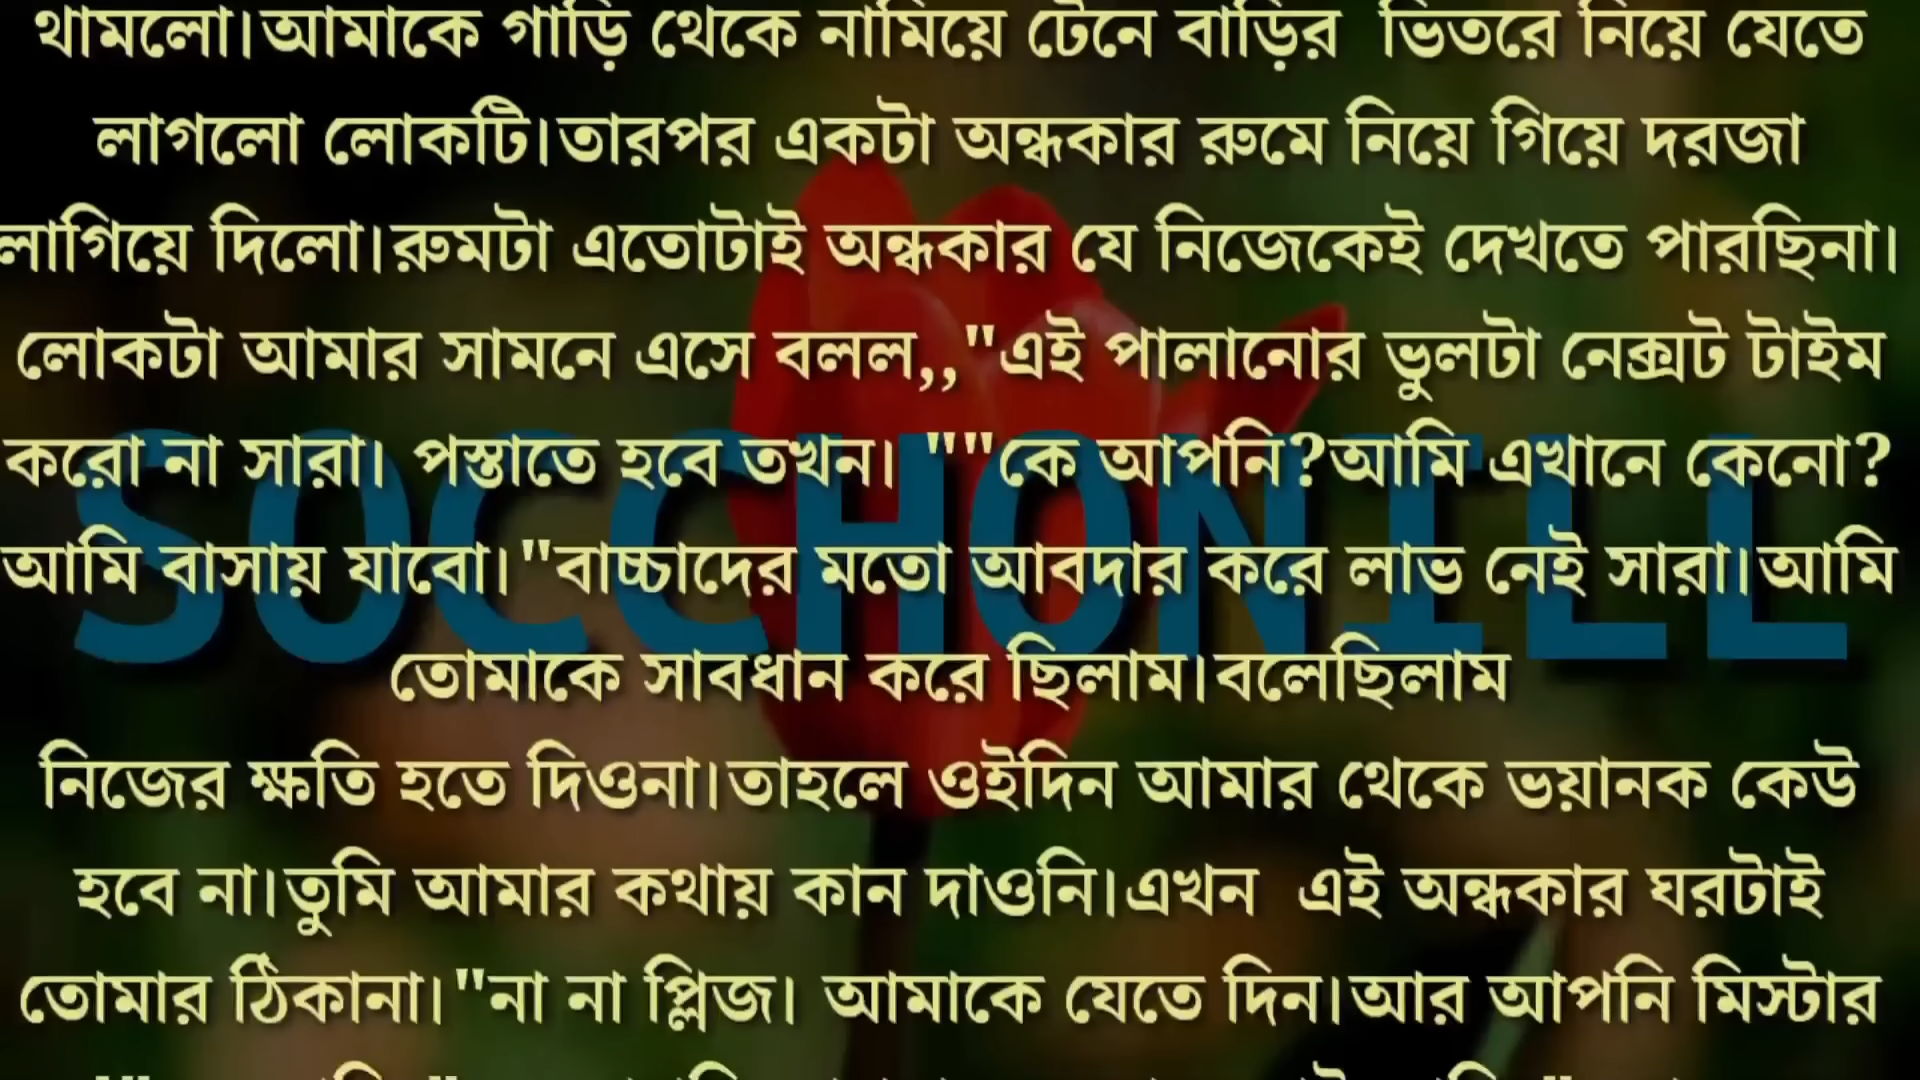 থামলো।আমাকে গাড়ি থেকে নামিয়ে টেনে বাড়ির ভিতরে নিয়ে যেতে
লাগলো লোকটি।তারপর একটা অন্ধকার রুমে নিয়ে গিয়ে দরজা
লাগিয়ে দিলো।রুমটা এতোটাই অন্ধকার যে নিজেকেই দেখতে পারছিনা।
লোকটা আমার সামনে এসে বলল,,"এই পালানোর ভুলটা নেক্সট টাইম
করো না সারা। পস্তাতে হবে তখন। ""কে আপনি?আমি এখানে কেনো?
SOCCHONILL
আমি বাসায় যাবো।"বাচ্চাদের মতো আবদার করে লাভ নেই সারা।আমি
তোমাকে সাবধান করে ছিলাম।বলেছিলাম
নিজের ক্ষতি হতে দিওনা।তাহলে ওইদিন আমার থেকে ভয়ানক কেউ
হবে না।তুমি আমার কথায় কান দাওনি।এখন এই অন্ধকার ঘরটাই
তোমার ঠিকানা।"না না প্লিজ। আমাকে যেতে দিন।আর আপনি মিস্টার